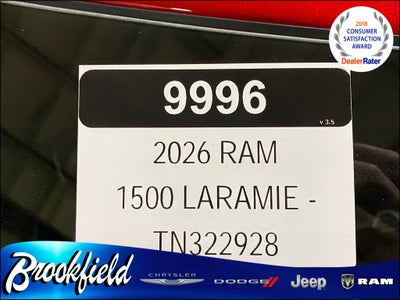 2018
CONSUMER
SATISFACTION
AWARD
DealerRater
9996
v 3.5
2026 RAM
1500 LARAMIE -
TN322928
Brookfield
CHRYSLER
DODGE
Jeep
RAM